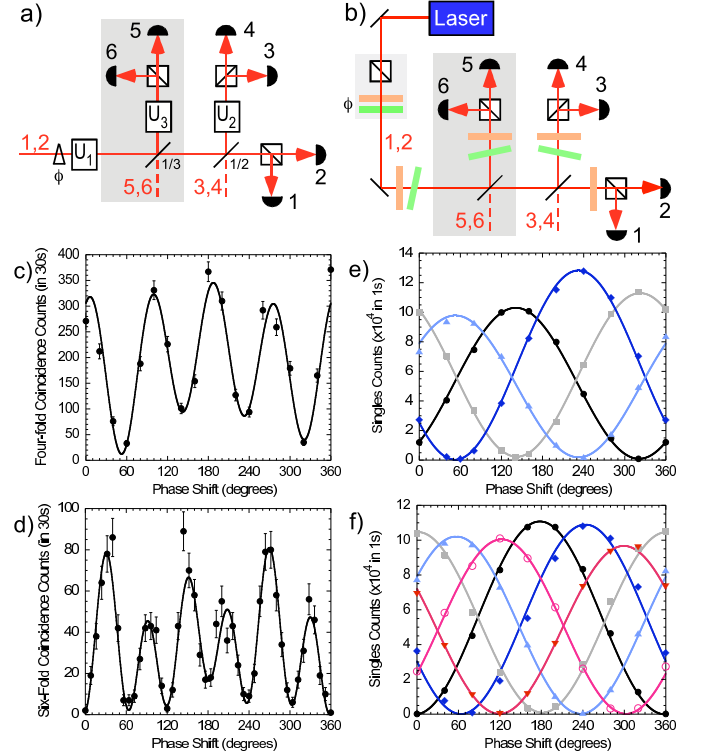 a)
5
4
6
3
U3
U2
1,2
ϕ
U1
1/3
1/2
2
5,6
3,4
1
b)
Laser
5
4
6
3
ϕ
1,2
2
5,6
3,4
1
c)
Four-fold Coincidence Counts (in 30s)
400
350
300
250
200
150
100
50
0
0 60 120 180 240 300 360
Phase Shift (degrees)
e)
Singles Counts (x10^4 in 1s)
14
12
10
8
6
4
2
0
0 60 120 180 240 300 360
Phase Shift (degrees)
d)
Six-Fold Coincidence Counts (in 30s)
100
80
60
40
20
0
0 60 120 180 240 300 360
Phase Shift (degrees)
f)
Singles Counts (x10^4 in 1s)
12
10
8
6
4
2
0
0 60 120 180 240 300 360
Phase Shift (degrees)